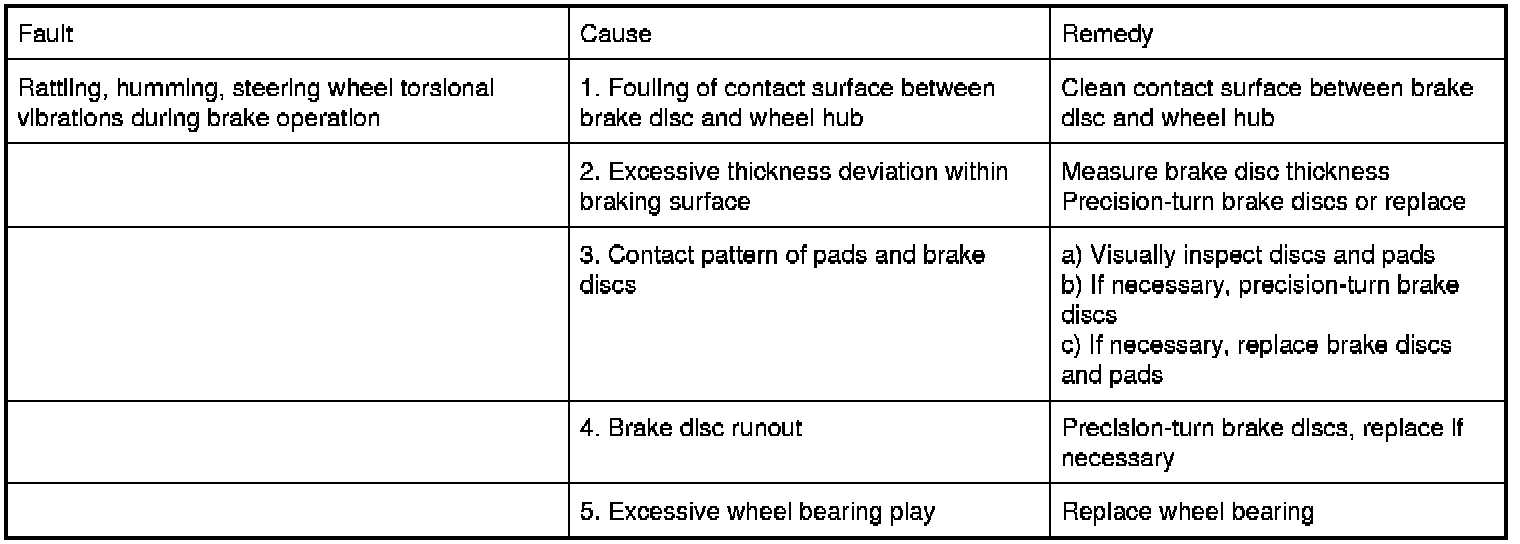 Fault
Cause
Remedy
Rattling, humming, steering wheel torsional
vibrations during brake operation
1. Fouling of contact surface between
brake disc and wheel hub
Clean contact surface between brake
disc and wheel hub
2. Excessive thickness deviation within
braking surface
Measure brake disc thickness
Precision-turn brake discs or replace
3. Contact pattern of pads and brake
discs
a) Visually inspect discs and pads
b) If necessary, precision-turn brake
discs
c) If necessary, replace brake discs
and pads
4. Brake disc runout
Precision-turn brake discs, replace if
necessary
5. Excessive wheel bearing play
Replace wheel bearing